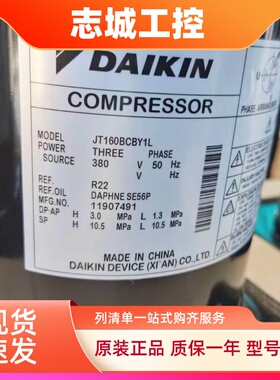 志城工控
DAIKIN
COMPRESSOR
PHASE
MODEL JT160BCBY1L
POWER THREE PHASE
SOURCE 380 V 50 Hz
V Hz
REF. R22
REF.OIL DAPHNE SE56P
MFG.NO. 11907491
DP:AP H 3.0 MPa L 1.3 MPa
SP H 10.5 MPa L 10.5 MPa
MADE IN CHINA
DAIKIN DEVICE (XI'AN) CO.,LTD.
现货
速发
列清单一站式购齐服务
原装正品 质保一年 型号